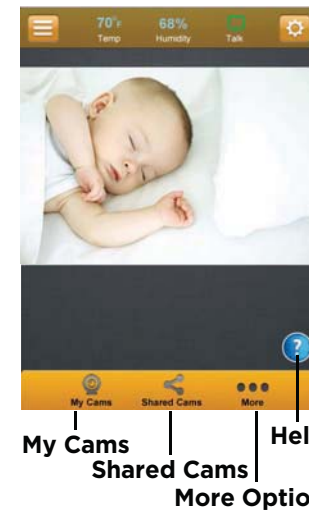 70°F 68%
Temp Humidity Talk
?
My Cams Shared Cams More
My Cams
Hel
Shared Cams
More Optio